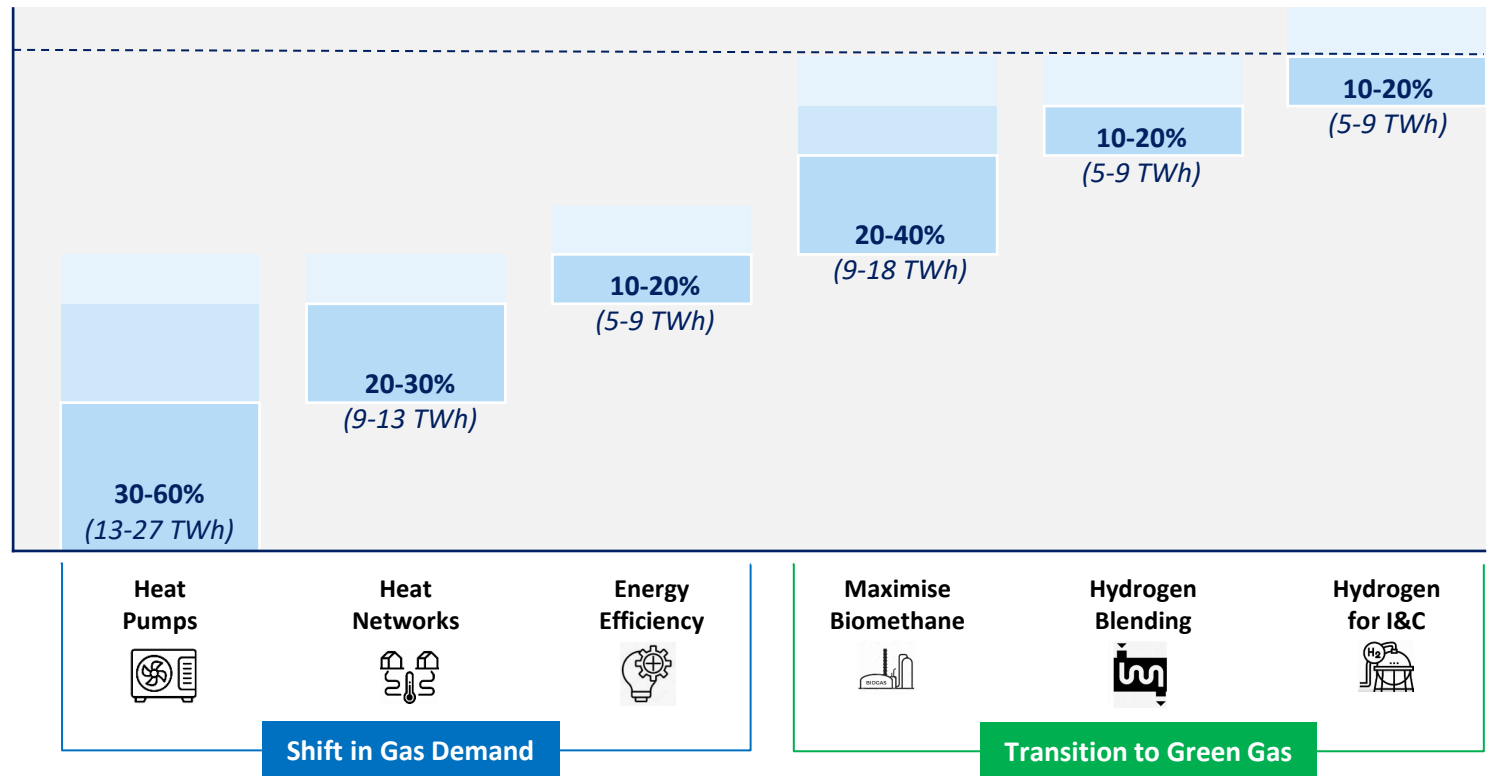 10-20%
(5-9 TWh)
10-20%
(5-9 TWh)
20-40%
(9-18 TWh)
10-20%
(5-9 TWh)
20-30%
(9-13 TWh)
30-60%
(13-27 TWh)
Heat
Pumps
Heat
Networks
Energy
Efficiency
Maximise
Biomethane
BIOGAS
Hydrogen
Blending
Hydrogen
for I&C
H2
Shift in Gas Demand
Transition to Green Gas